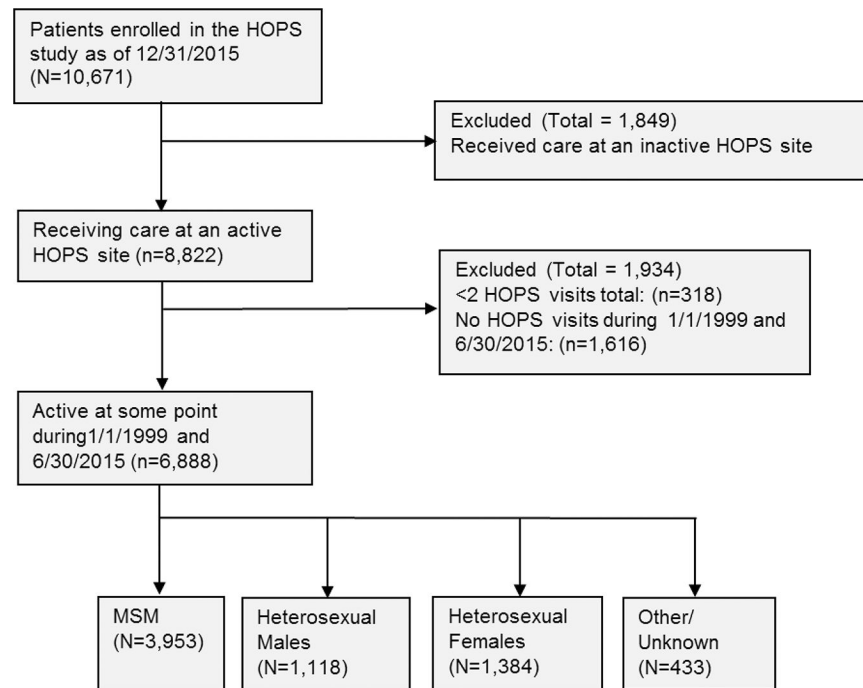 Patients enrolled in the HOPS
study as of 12/31/2015
(N=10,671)
Excluded (Total = 1,849)
Received care at an inactive HOPS site
Receiving care at an active
HOPS site (n=8,822)
Excluded (Total = 1,934)
<2 HOPS visits total: (n=318)
No HOPS visits during 1/1/1999 and
6/30/2015: (n=1,616)
Active at some point
during1/1/1999 and
6/30/2015 (n=6,888)
MSM
(N=3,953)
Heterosexual
Males
(N=1,118)
Heterosexual
Females
(N=1,384)
Other/
Unknown
(N=433)